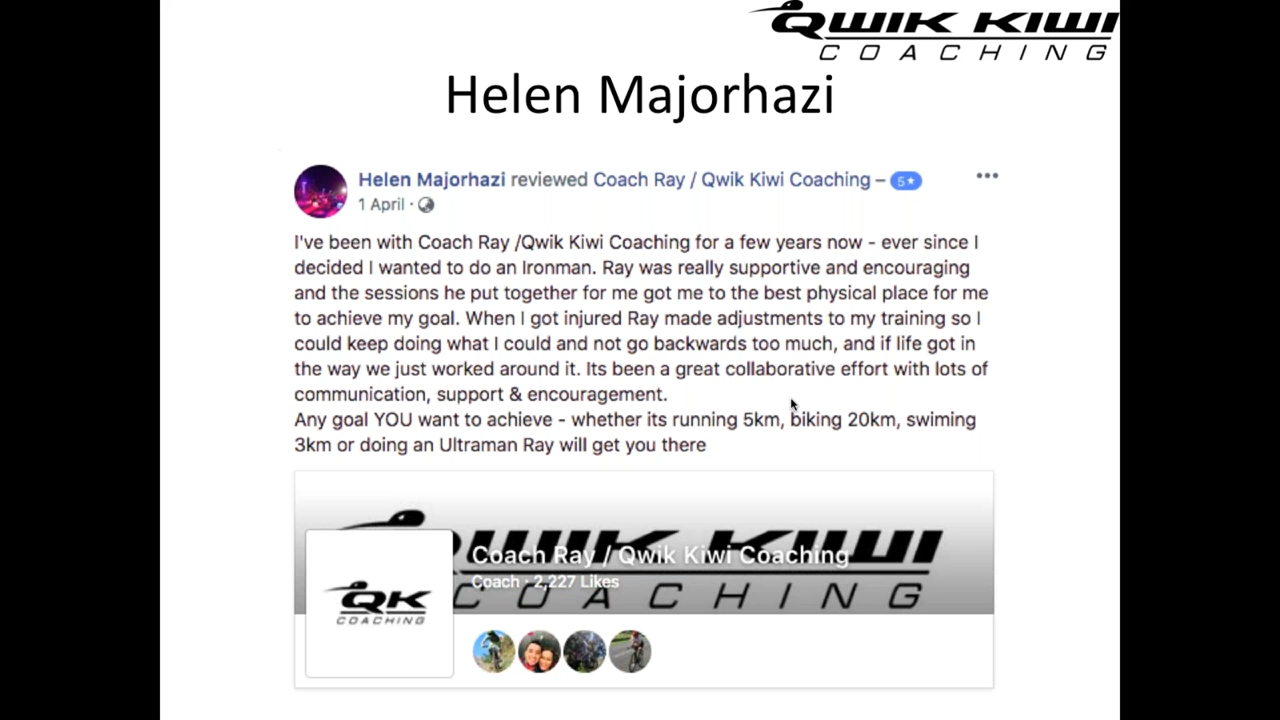 QWIK KIWI
COACHING
Helen Majorhazi
Helen Majorhazi reviewed Coach Ray / Qwik Kiwi Coaching – 5★
1 April ·
I've been with Coach Ray /Qwik Kiwi Coaching for a few years now - ever since I
decided I wanted to do an Ironman. Ray was really supportive and encouraging
and the sessions he put together for me got me to the best physical place for me
to achieve my goal. When I got injured Ray made adjustments to my training so I
could keep doing what I could and not go backwards too much, and if life got in
the way we just worked around it. Its been a great collaborative effort with lots of
communication, support & encouragement.
Any goal YOU want to achieve - whether its running 5km, biking 20km, swiming
3km or doing an Ultraman Ray will get you there
QWIK KIWI
COACHING
Coach Ray / Qwik Kiwi Coaching
Coach · 2,227 Likes
QK
COACHING